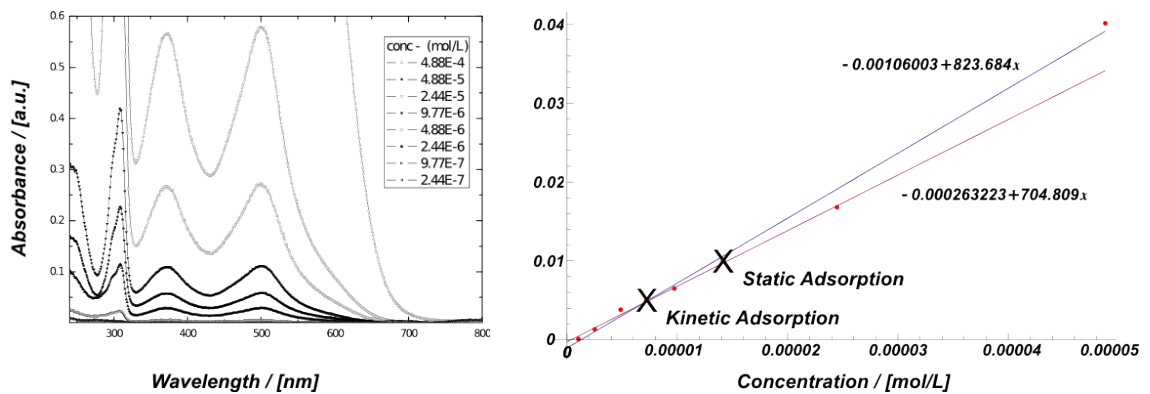 0.6
0.5
0.4
0.3
0.2
0.1
300
400
500
600
700
800
Absorbance / [a.u.]
Wavelength / [nm]
conc - (mol/L)
4.88E-4
4.88E-5
2.44E-5
9.77E-6
4.88E-6
2.44E-6
9.77E-7
2.44E-7
0.04
0.03
0.02
0.01
0
0
0.00001
0.00002
0.00003
0.00004
0.00005
- 0.00106003+823.684x
- 0.000263223+704.809x
Static Adsorption
Kinetic Adsorption
Concentration / [mol/L]